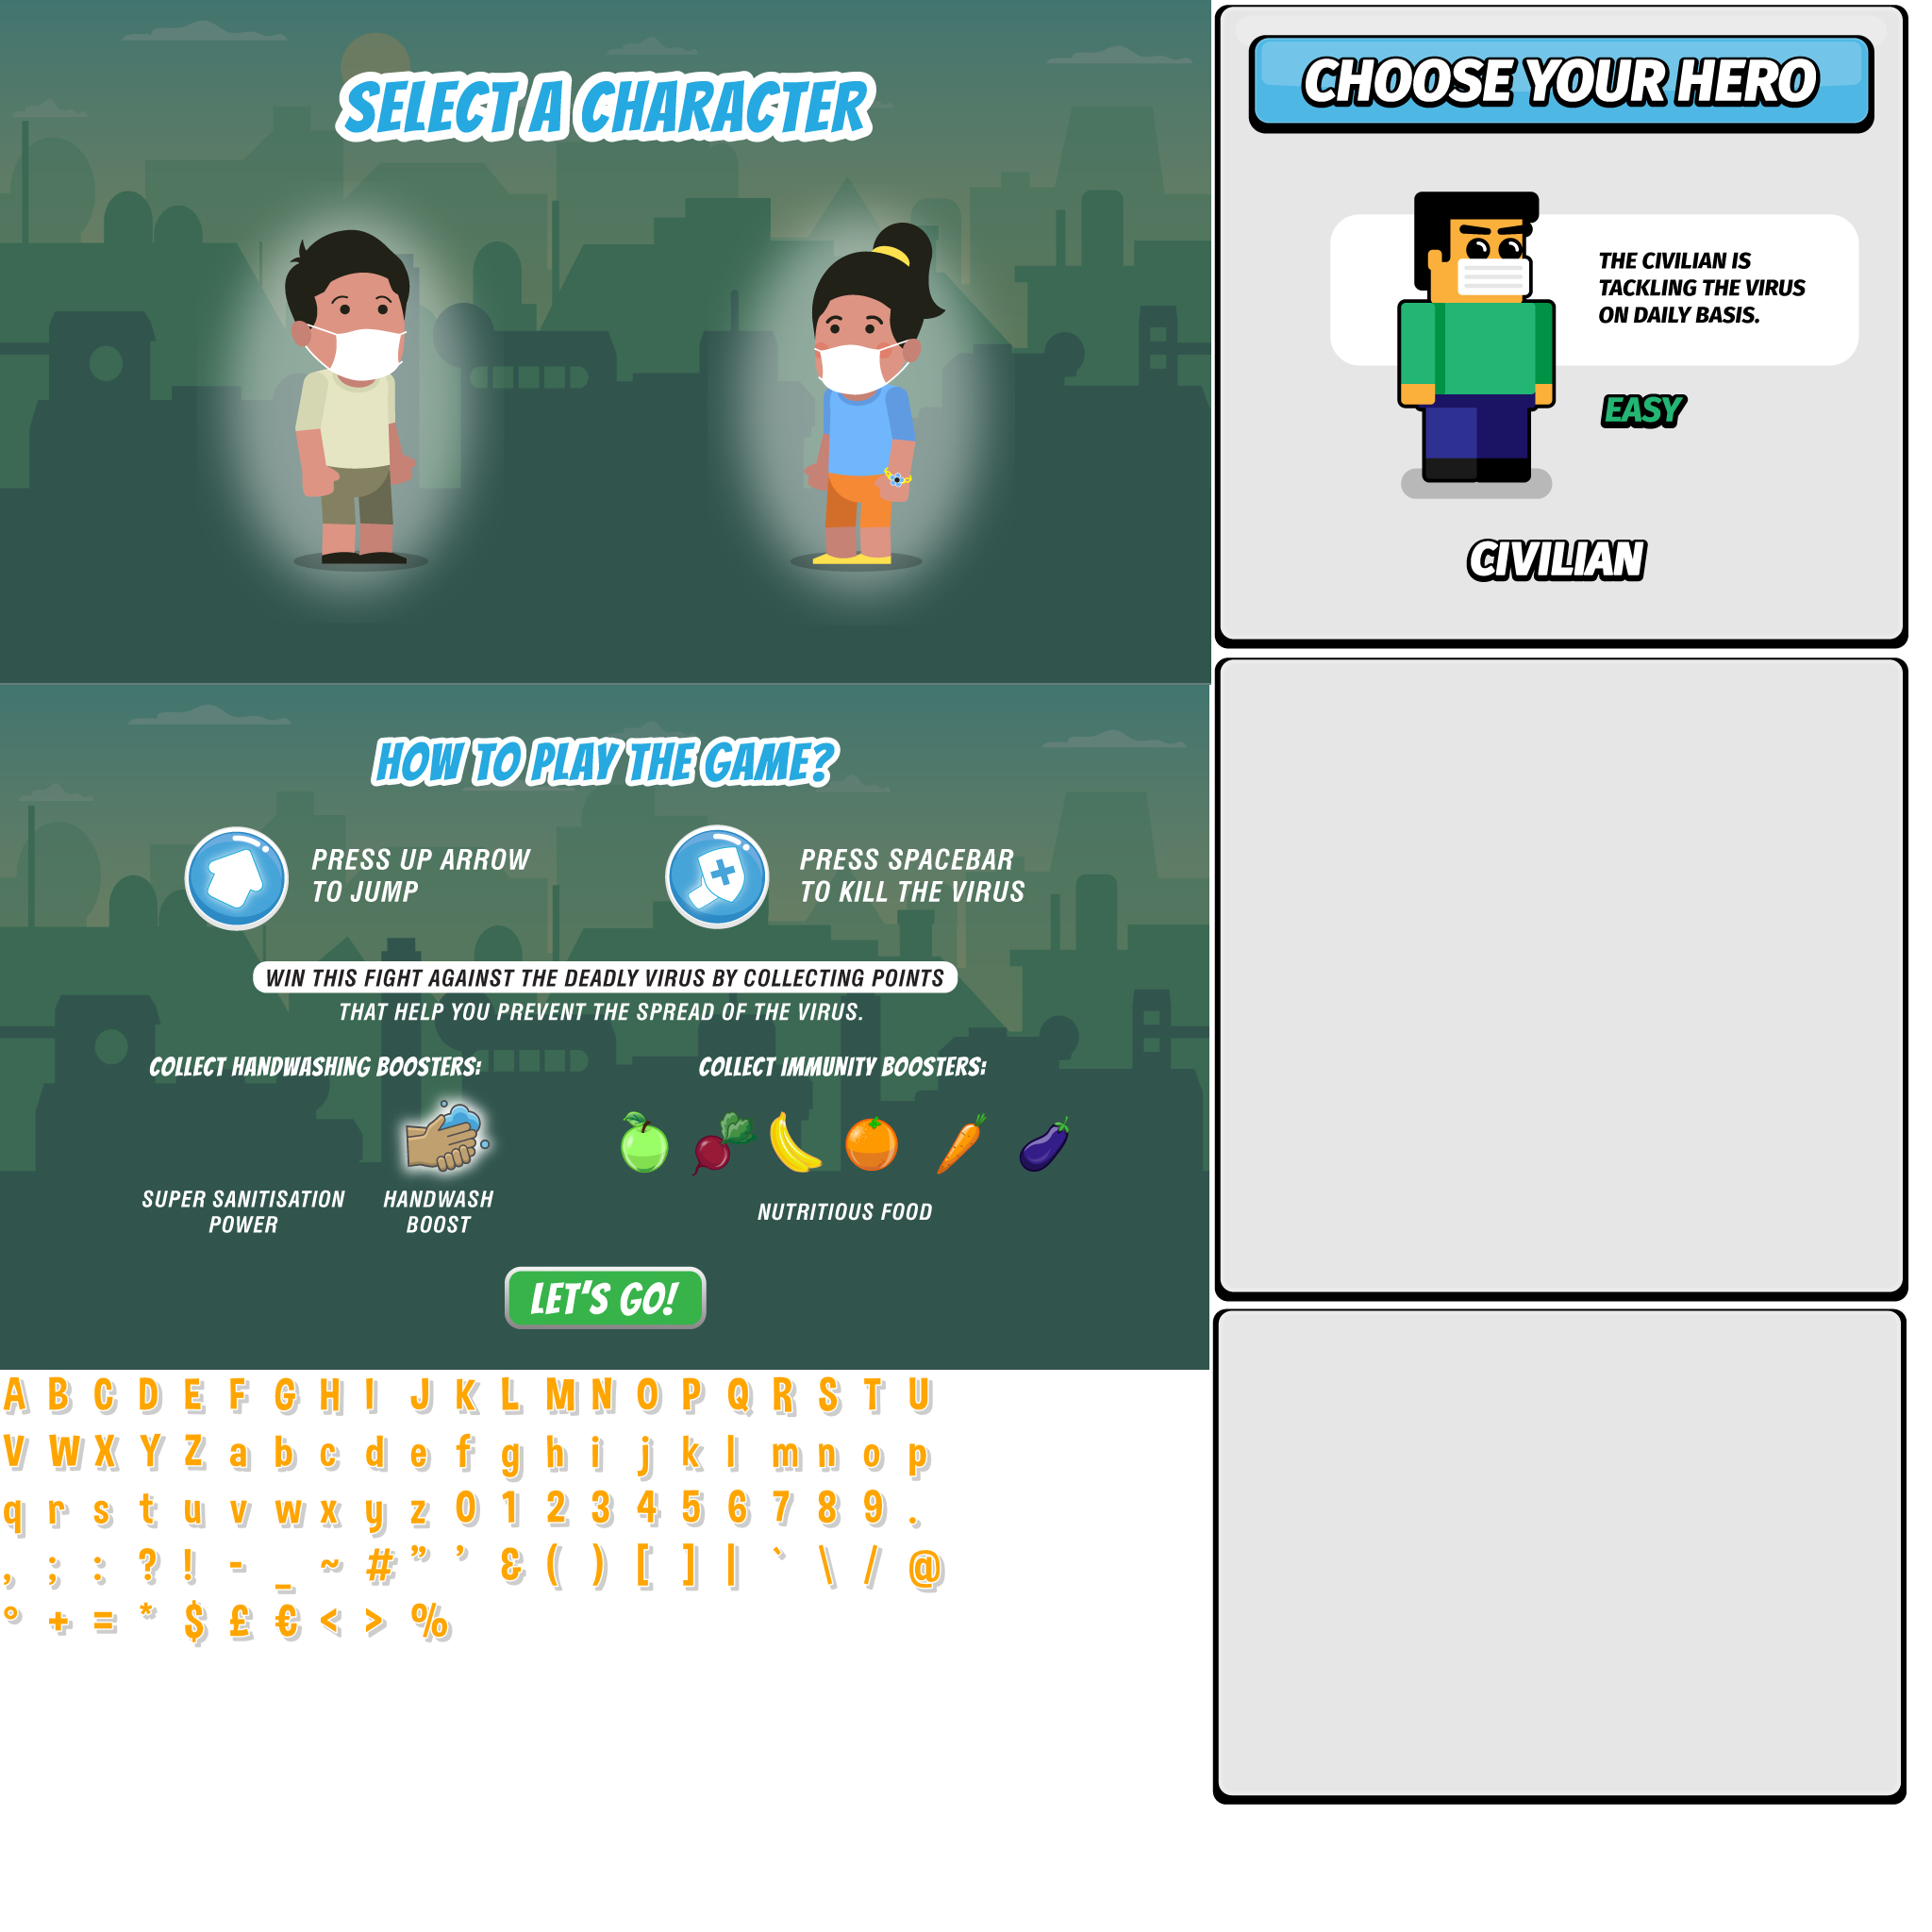 SELECT A CHARACTER
CHOOSE YOUR HERO
THE CIVILIAN IS
TACKLING THE VIRUS
ON DAILY BASIS.
EASY
CIVILIAN
HOW TO PLAY THE GAME?
PRESS UP ARROW
TO JUMP
PRESS SPACEBAR
TO KILL THE VIRUS
WIN THIS FIGHT AGAINST THE DEADLY VIRUS BY COLLECTING POINTS
THAT HELP YOU PREVENT THE SPREAD OF THE VIRUS.
COLLECT HANDWASHING BOOSTERS:
SUPER SANITISATION
POWER
HANDWASH
BOOST
COLLECT IMMUNITY BOOSTERS:
NUTRITIOUS FOOD
LET'S GO!
A B C D E F G H I J K L M N O P Q R S T U
V W X Y Z a b c d e f g h i j k l m n o p
q r s t u v w x y z 0 1 2 3 4 5 6 7 8 9 .
, ; : ? ! - _ ~ # ” ’ & ( ) [ ] | ` \ / @
° + = * $ £ € < > %